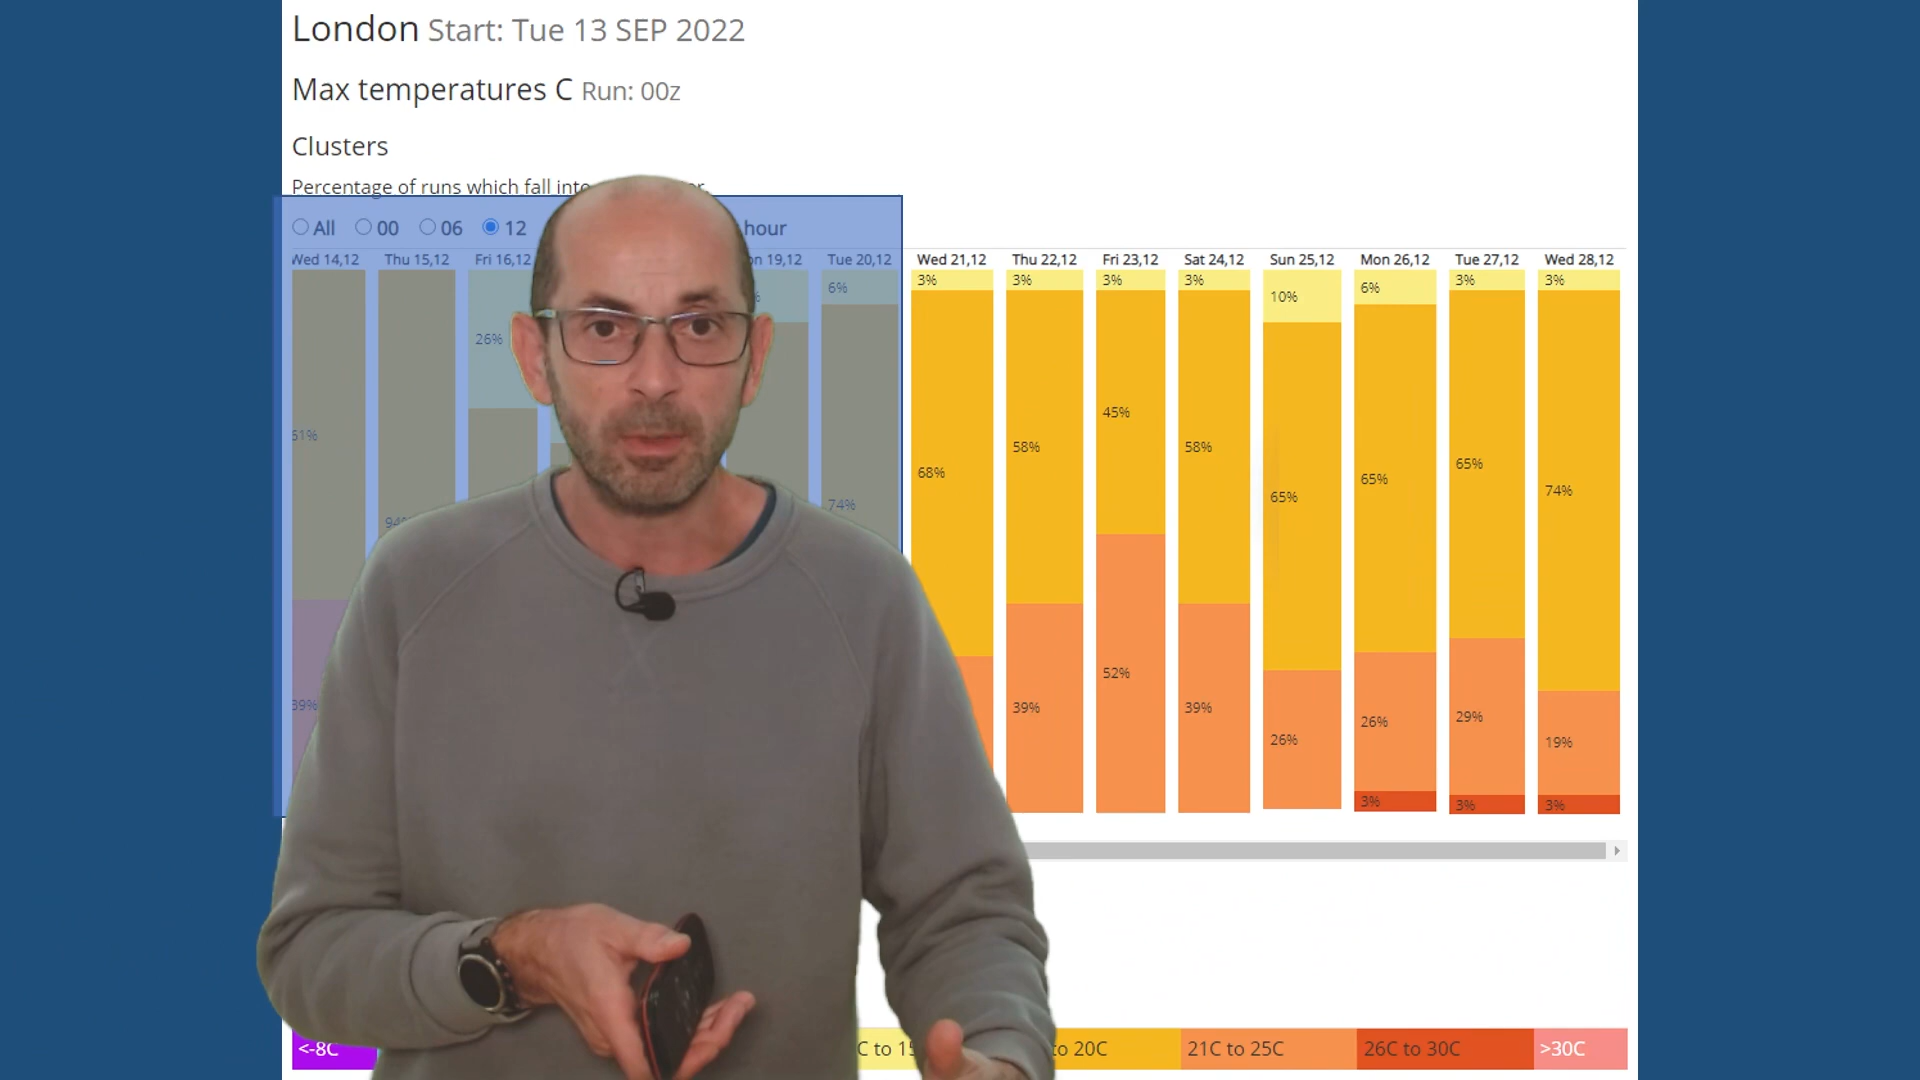 London Start: Tue 13 SEP 2022
Max temperatures C Run: 00z
Clusters
Percentage of runs which fall into
All 00 06 12 hour
Wed 14,12 Thu 15,12 Fri 16,12 19,12 Tue 20,12 Wed 21,12 Thu 22,12 Fri 23,12 Sat 24,12 Sun 25,12 Mon 26,12 Tue 27,12 Wed 28,12
6% 3% 3% 3% 3% 10% 6% 3% 3%
26%
61% 94% 74% 68% 58% 45% 58% 65% 65% 65% 74%
39% 39% 52% 39% 26% 26% 29% 19%
3% 3% 3%
<-8C C to 15 to 20C 21C to 25C 26C to 30C >30C